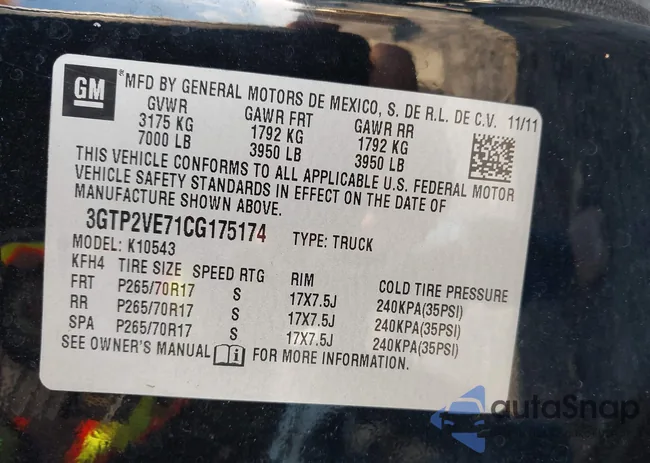 GM
MFD BY GENERAL MOTORS DE MEXICO, S. DE R.L. DE C.V. 11/11
GVWR GAWR FRT GAWR RR
3175 KG 1792 KG 1792 KG
7000 LB 3950 LB 3950 LB
THIS VEHICLE CONFORMS TO ALL APPLICABLE U.S. FEDERAL MOTOR
VEHICLE SAFETY STANDARDS IN EFFECT ON THE DATE OF
MANUFACTURE SHOWN ABOVE.
3GTP2VE71CG175174 TYPE: TRUCK
MODEL: K10543
KFH4 TIRE SIZE SPEED RTG RIM COLD TIRE PRESSURE
FRT P265/70R17 S 17X7.5J 240KPA(35PSI)
RR P265/70R17 S 17X7.5J 240KPA(35PSI)
SPA P265/70R17 S 17X7.5J 240KPA(35PSI)
SEE OWNER'S MANUAL FOR MORE INFORMATION.
autoSnap